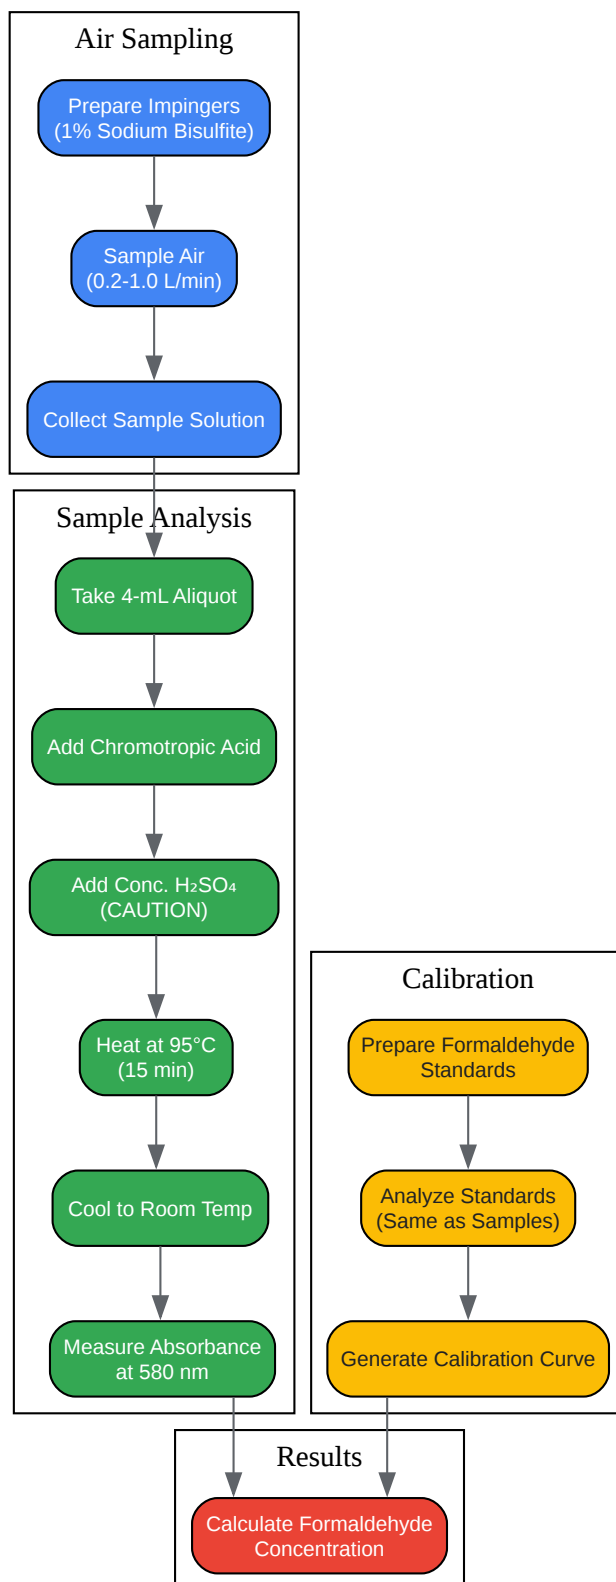 Air Sampling
Prepare Impingers
(1% Sodium Bisulfite)
Sample Air
(0.2-1.0 L/min)
Collect Sample Solution
Sample Analysis
Take 4-mL Aliquot
Add Chromotropic Acid
Add Conc. H₂SO₄
(CAUTION)
Heat at 95°C
(15 min)
Cool to Room Temp
Measure Absorbance
at 580 nm
Calibration
Prepare Formaldehyde
Standards
Analyze Standards
(Same as Samples)
Generate Calibration Curve
Results
Calculate Formaldehyde
Concentration